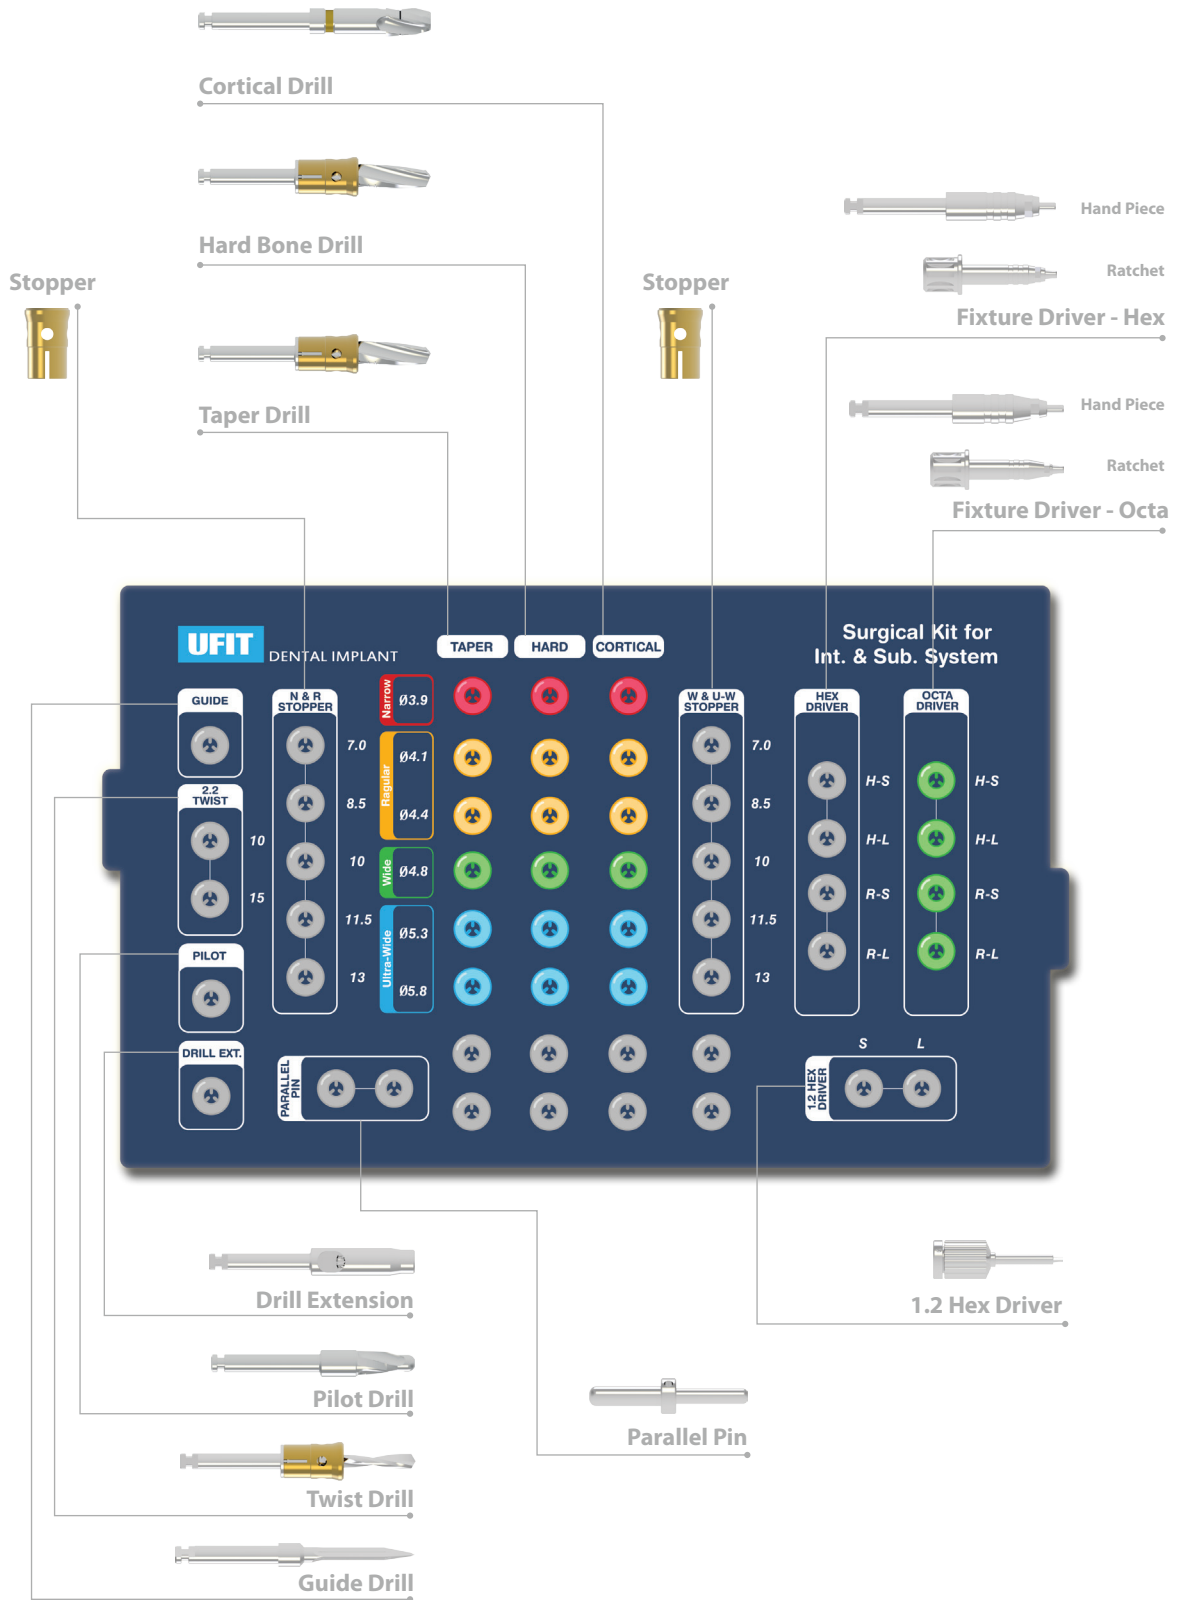 Cortical Drill
Hard Bone Drill
Stopper
Taper Drill
Stopper
Hand Piece
Ratchet
Fixture Driver - Hex
Hand Piece
Ratchet
Fixture Driver - Octa
UFIT DENTAL IMPLANT
TAPER
HARD
CORTICAL
Surgical Kit for
Int. & Sub. System
GUIDE
2.2
TWIST
10
15
PILOT
DRILL EXT.
N & R
STOPPER
7.0
8.5
10
11.5
13
Narrow
Ø3.9
Ragular
Ø4.1
Ø4.4
Wide
Ø4.8
Ultra-Wide
Ø5.3
Ø5.8
W & U-W
STOPPER
7.0
8.5
10
11.5
13
HEX
DRIVER
H-S
H-L
R-S
R-L
OCTA
DRIVER
H-S
H-L
R-S
R-L
PARALLEL
PIN
1.2 HEX
DRIVER
S
L
Drill Extension
Pilot Drill
Twist Drill
Guide Drill
Parallel Pin
1.2 Hex Driver